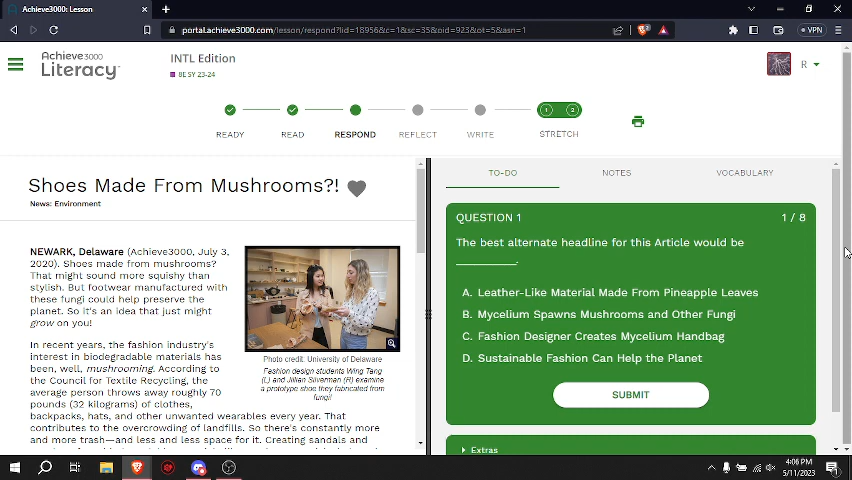 Achieve3000: Lesson
portal.achieve3000.com/lesson/respond?lid=18956&c=1&sc=35&oid=923&ot=5&asn=1
VPN
Achieve3000
Literacy
INTL Edition
8E SY 23-24
R
1 2
READY READ RESPOND REFLECT WRITE STRETCH
Shoes Made From Mushrooms?!
News: Environment
NEWARK, Delaware (Achieve3000, July 3,
2020). Shoes made from mushrooms?
That might sound more squishy than
stylish. But footwear manufactured with
these fungi could help preserve the
planet. So it's an idea that just might
grow on you!
Photo credit: University of Delaware
Fashion design students Wing Tang
(L) and Jillian Silverman (R) examine
a prototype shoe they fabricated from
fungi!
In recent years, the fashion industry's
interest in biodegradable materials has
been, well, mushrooming. According to
the Council for Textile Recycling, the
average person throws away roughly 70
pounds (32 kilograms) of clothes,
backpacks, hats, and other unwanted wearables every year. That
contributes to the overcrowding of landfills. So there's constantly more
and more trash—and less and less space for it. Creating sandals and
TO-DO NOTES VOCABULARY
QUESTION 1 1 / 8
The best alternate headline for this Article would be
__________.
A. Leather-Like Material Made From Pineapple Leaves
B. Mycelium Spawns Mushrooms and Other Fungi
C. Fashion Designer Creates Mycelium Handbag
D. Sustainable Fashion Can Help the Planet
SUBMIT
Extras
4:06 PM
5/11/2023